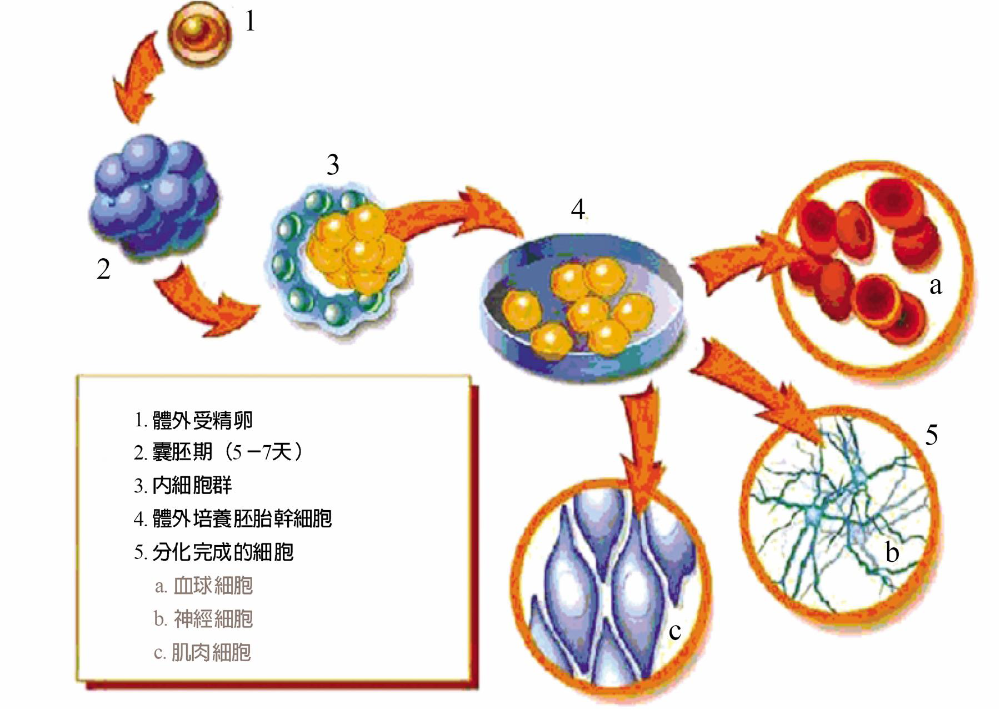 1
2
3
4
a
5
b
c
1. 體外受精卵
2. 囊胚期（5－7天）
3. 內細胞群
4. 體外培養胚胎幹細胞
5. 分化完成的細胞
a. 血球細胞
b. 神經細胞
c. 肌肉細胞